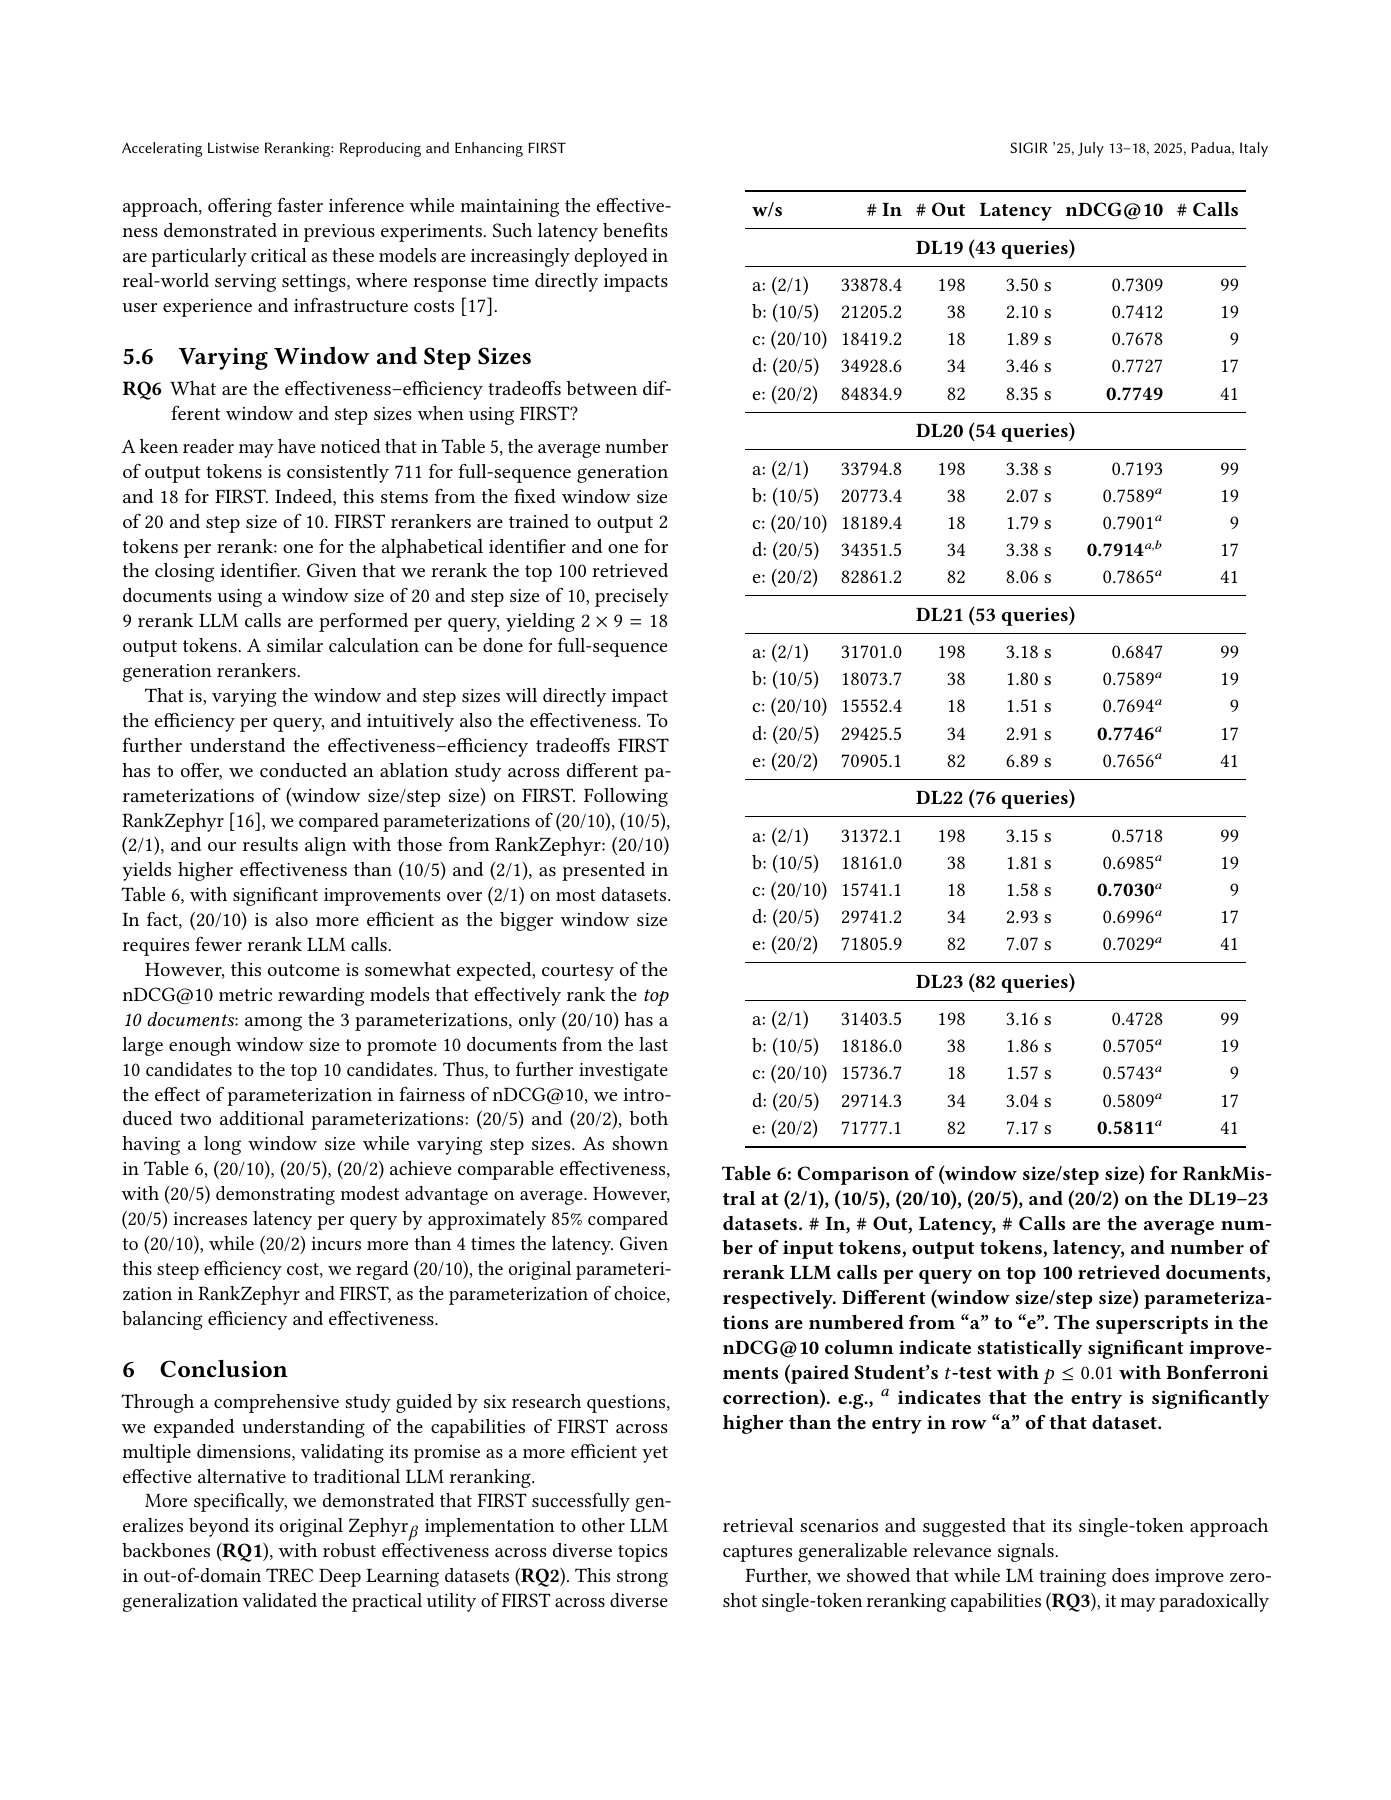 Accelerating Listwise Reranking: Reproducing and Enhancing FIRST
SIGIR ’25, July 13–18, 2025, Padua, Italy
approach, offering faster inference while maintaining the effective-
ness demonstrated in previous experiments. Such latency benefits
are particularly critical as these models are increasingly deployed in
real-world serving settings, where response time directly impacts
user experience and infrastructure costs [17].
5.6 Varying Window and Step Sizes
RQ6 What are the effectiveness–efficiency tradeoffs between dif-
ferent window and step sizes when using FIRST?
A keen reader may have noticed that in Table 5, the average number
of output tokens is consistently 711 for full-sequence generation
and 18 for FIRST. Indeed, this stems from the fixed window size
of 20 and step size of 10. FIRST rerankers are trained to output 2
tokens per rerank: one for the alphabetical identifier and one for
the closing identifier. Given that we rerank the top 100 retrieved
documents using a window size of 20 and step size of 10, precisely
9 rerank LLM calls are performed per query, yielding 2 × 9 = 18
output tokens. A similar calculation can be done for full-sequence
generation rerankers.
That is, varying the window and step sizes will directly impact
the efficiency per query, and intuitively also the effectiveness. To
further understand the effectiveness–efficiency tradeoffs FIRST
has to offer, we conducted an ablation study across different pa-
rameterizations of (window size/step size) on FIRST. Following
RankZephyr [16], we compared parameterizations of (20/10), (10/5),
(2/1), and our results align with those from RankZephyr: (20/10)
yields higher effectiveness than (10/5) and (2/1), as presented in
Table 6, with significant improvements over (2/1) on most datasets.
In fact, (20/10) is also more efficient as the bigger window size
requires fewer rerank LLM calls.
However, this outcome is somewhat expected, courtesy of the
nDCG@10 metric rewarding models that effectively rank the top
10 documents: among the 3 parameterizations, only (20/10) has a
large enough window size to promote 10 documents from the last
10 candidates to the top 10 candidates. Thus, to further investigate
the effect of parameterization in fairness of nDCG@10, we intro-
duced two additional parameterizations: (20/5) and (20/2), both
having a long window size while varying step sizes. As shown
in Table 6, (20/10), (20/5), (20/2) achieve comparable effectiveness,
with (20/5) demonstrating modest advantage on average. However,
(20/5) increases latency per query by approximately 85% compared
to (20/10), while (20/2) incurs more than 4 times the latency. Given
this steep efficiency cost, we regard (20/10), the original parameteri-
zation in RankZephyr and FIRST, as the parameterization of choice,
balancing efficiency and effectiveness.
6 Conclusion
Through a comprehensive study guided by six research questions,
we expanded understanding of the capabilities of FIRST across
multiple dimensions, validating its promise as a more efficient yet
effective alternative to traditional LLM reranking.
More specifically, we demonstrated that FIRST successfully gen-
eralizes beyond its original Zephyrβ implementation to other LLM
backbones (RQ1), with robust effectiveness across diverse topics
in out-of-domain TREC Deep Learning datasets (RQ2). This strong
generalization validated the practical utility of FIRST across diverse
w/s # In # Out Latency nDCG@10 # Calls
DL19 (43 queries)
a: (2/1) 33878.4 198 3.50 s 0.7309 99
b: (10/5) 21205.2 38 2.10 s 0.7412 19
c: (20/10) 18419.2 18 1.89 s 0.7678 9
d: (20/5) 34928.6 34 3.46 s 0.7727 17
e: (20/2) 84834.9 82 8.35 s 0.7749 41
DL20 (54 queries)
a: (2/1) 33794.8 198 3.38 s 0.7193 99
b: (10/5) 20773.4 38 2.07 s 0.7589a 19
c: (20/10) 18189.4 18 1.79 s 0.7901a 9
d: (20/5) 34351.5 34 3.38 s 0.7914a,b 17
e: (20/2) 82861.2 82 8.06 s 0.7865a 41
DL21 (53 queries)
a: (2/1) 31701.0 198 3.18 s 0.6847 99
b: (10/5) 18073.7 38 1.80 s 0.7589a 19
c: (20/10) 15552.4 18 1.51 s 0.7694a 9
d: (20/5) 29425.5 34 2.91 s 0.7746a 17
e: (20/2) 70905.1 82 6.89 s 0.7656a 41
DL22 (76 queries)
a: (2/1) 31372.1 198 3.15 s 0.5718 99
b: (10/5) 18161.0 38 1.81 s 0.6985a 19
c: (20/10) 15741.1 18 1.58 s 0.7030a 9
d: (20/5) 29741.2 34 2.93 s 0.6996a 17
e: (20/2) 71805.9 82 7.07 s 0.7029a 41
DL23 (82 queries)
a: (2/1) 31403.5 198 3.16 s 0.4728 99
b: (10/5) 18186.0 38 1.86 s 0.5705a 19
c: (20/10) 15736.7 18 1.57 s 0.5743a 9
d: (20/5) 29714.3 34 3.04 s 0.5809a 17
e: (20/2) 71777.1 82 7.17 s 0.5811a 41
Table 6: Comparison of (window size/step size) for RankMis-
tral at (2/1), (10/5), (20/10), (20/5), and (20/2) on the DL19–23
datasets. # In, # Out, Latency, # Calls are the average num-
ber of input tokens, output tokens, latency, and number of
rerank LLM calls per query on top 100 retrieved documents,
respectively. Different (window size/step size) parameteriza-
tions are numbered from “a” to “e”. The superscripts in the
nDCG@10 column indicate statistically significant improve-
ments (paired Student’s t-test with p ≤ 0.01 with Bonferroni
correction). e.g., a indicates that the entry is significantly
higher than the entry in row “a” of that dataset.
retrieval scenarios and suggested that its single-token approach
captures generalizable relevance signals.
Further, we showed that while LM training does improve zero-
shot single-token reranking capabilities (RQ3), it may paradoxically